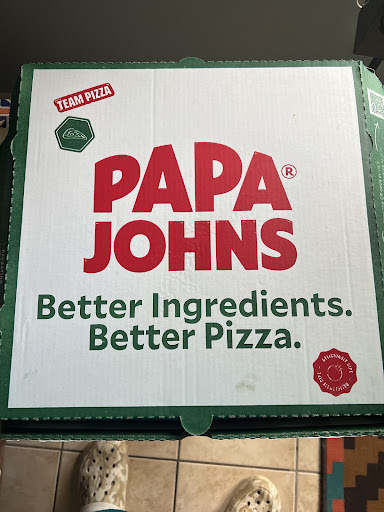 TEAM PIZZA
PAPA®
JOHNS
Better Ingredients.
Better Pizza.